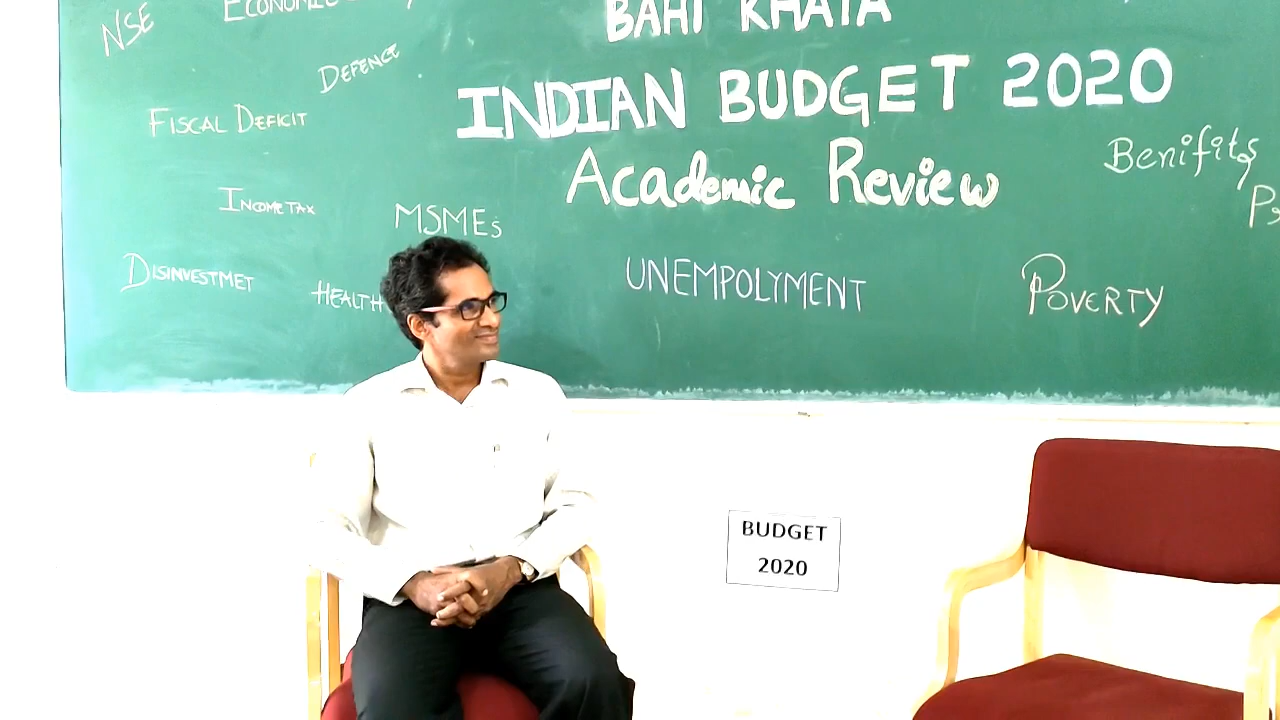 NSE
ECONOMIC
BAHI KHATA
DEFENCE
INDIAN BUDGET 2020
FISCAL DEFICIT
Academic Review
Benifits
INCOME TAX
MSMEs
UNEMPOLYMENT
POVERTY
DISINVESTMET
HEALTH
BUDGET
2020